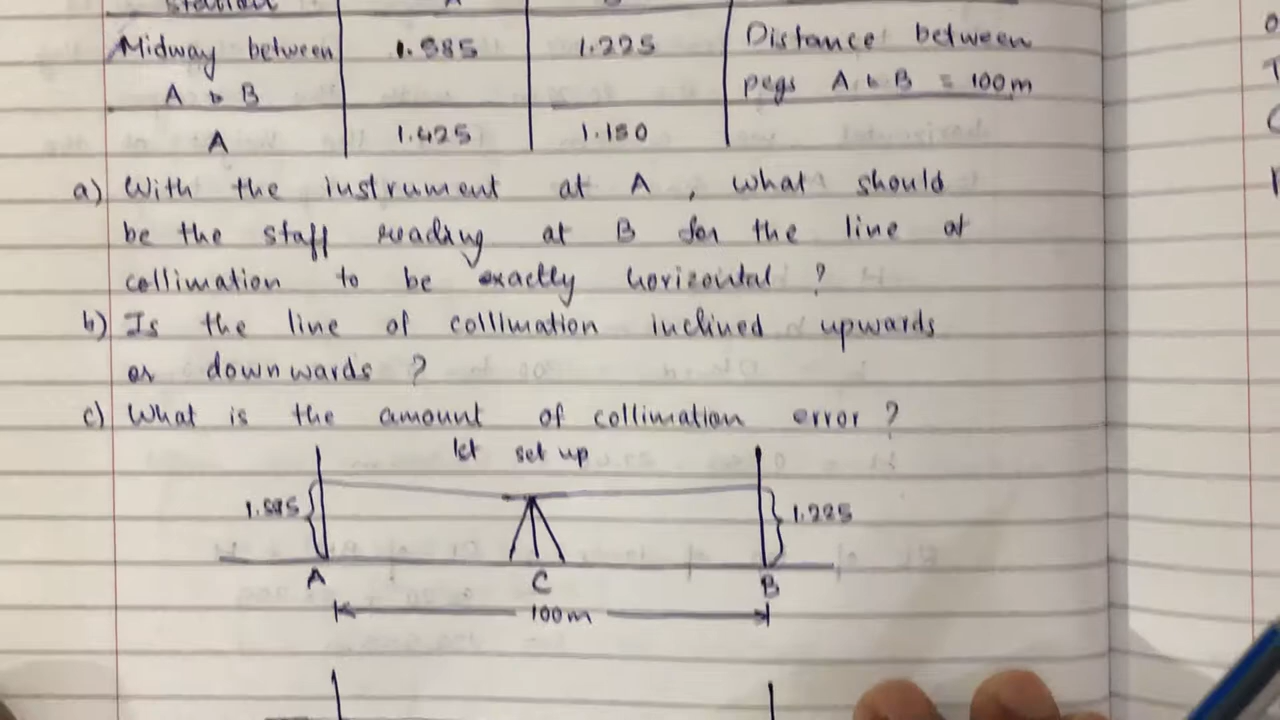 Midway between 1.585 1.225 Distance between
A & B pegs A & B = 100m
A 1.425 1.150
a) With the instrument at A, what should
be the staff reading at B for the line of
collimation to be exactly horizontal ?
b) Is the line of collimation inclined upwards
or downwards ?
c) What is the amount of collimation error ?
1st set up
1.585 1.225
A C B
100m